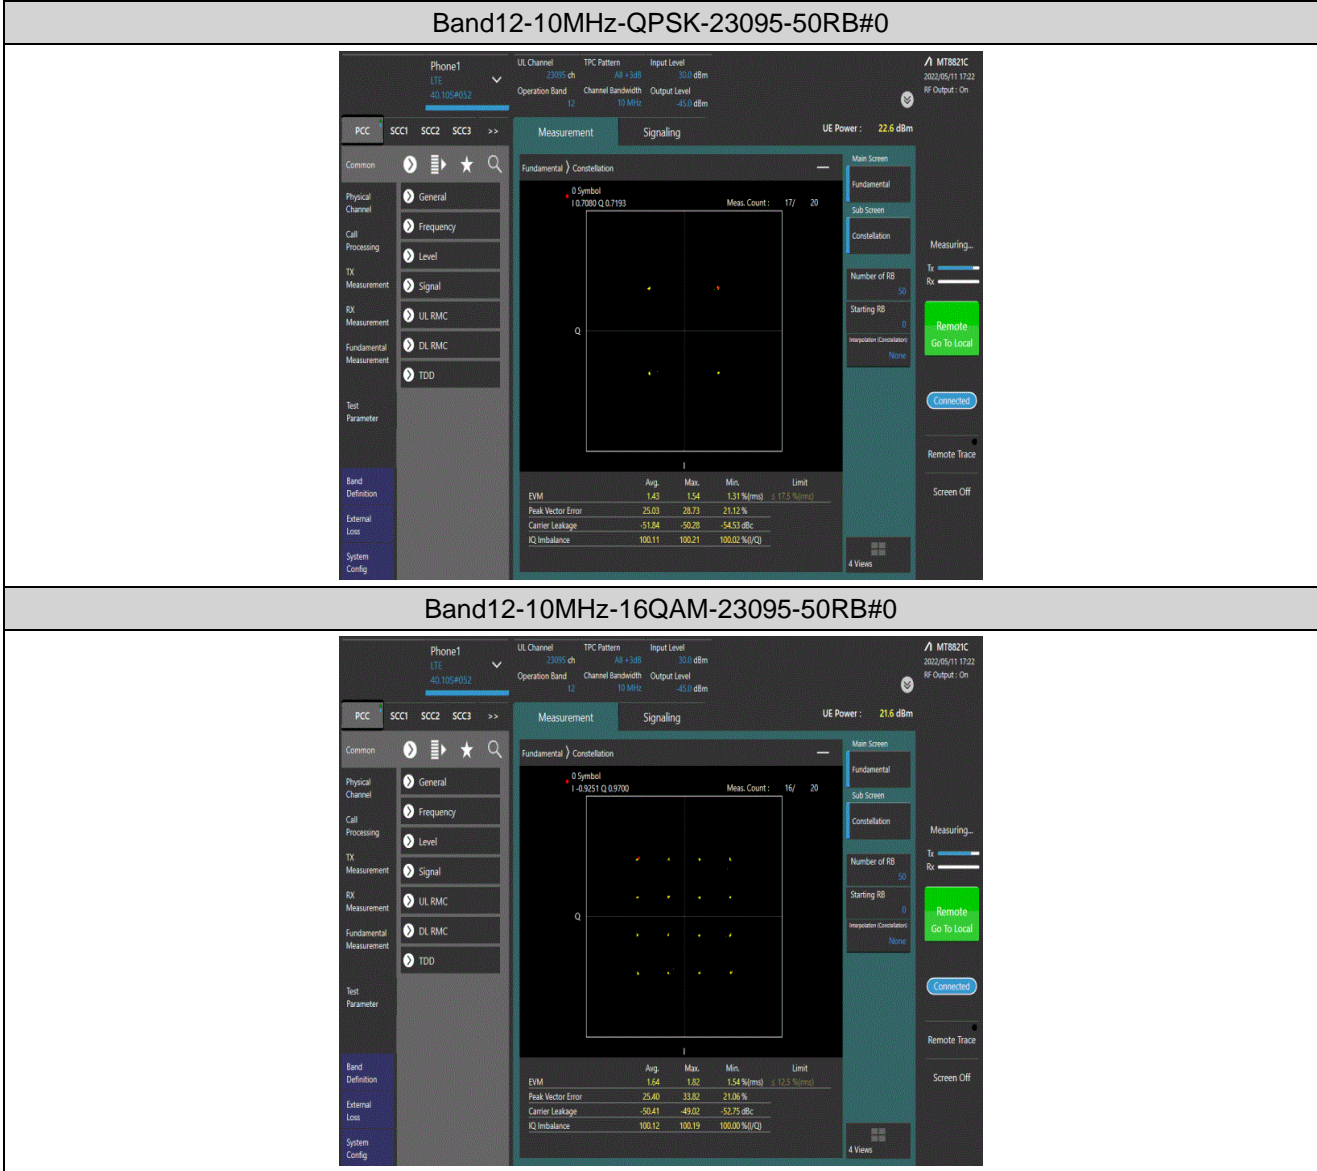 Band12-10MHz-QPSK-23095-50RB#0
Phone1
LTE
40.105#052
UL Channel TPC Pattern Input Level
23095 ch All +3dB 30.0 dBm
Operation Band Channel Bandwidth Output Level
12 10 MHz -45.0 dBm
MT8821C
2022/05/11 17:22
RF Output : On
PCC SCC1 SCC2 SCC3 >>
Measurement Signaling
UE Power : 22.6 dBm
Common
Physical Channel
Call Processing
TX Measurement
RX Measurement
Fundamental Measurement
Test Parameter
Band Definition
External Loss
System Config
General
Frequency
Level
Signal
UL RMC
DL RMC
TDD
Fundamental ⟩ Constellation
0 Symbol
I 0.7080 Q 0.7193 Meas. Count : 17/ 20
Q
I
Avg. Max. Min. Limit
EVM 1.43 1.54 1.31 %(rms) ≤ 17.5 %(rms)
Peak Vector Error 25.03 28.73 21.12 %
Carrier Leakage -51.84 -50.28 -54.53 dBc
IQ Imbalance 100.11 100.21 100.02 %(I/Q)
Main Screen
Fundamental
Sub Screen
Constellation
Number of RB
50
Starting RB
0
Interpolation (Constellation)
None
4 Views
Measuring...
Tx
Rx
Remote
Go To Local
Connected
Remote Trace
Screen Off
Band12-10MHz-16QAM-23095-50RB#0
Phone1
LTE
40.105#052
UL Channel TPC Pattern Input Level
23095 ch All +3dB 30.0 dBm
Operation Band Channel Bandwidth Output Level
12 10 MHz -45.0 dBm
MT8821C
2022/05/11 17:22
RF Output : On
PCC SCC1 SCC2 SCC3 >>
Measurement Signaling
UE Power : 21.6 dBm
Common
Physical Channel
Call Processing
TX Measurement
RX Measurement
Fundamental Measurement
Test Parameter
Band Definition
External Loss
System Config
General
Frequency
Level
Signal
UL RMC
DL RMC
TDD
Fundamental ⟩ Constellation
0 Symbol
I -0.9251 Q 0.9700 Meas. Count : 16/ 20
Q
I
Avg. Max. Min. Limit
EVM 1.64 1.82 1.54 %(rms) ≤ 12.5 %(rms)
Peak Vector Error 25.40 33.82 21.06 %
Carrier Leakage -50.41 -49.02 -52.75 dBc
IQ Imbalance 100.12 100.19 100.00 %(I/Q)
Main Screen
Fundamental
Sub Screen
Constellation
Number of RB
50
Starting RB
0
Interpolation (Constellation)
None
4 Views
Measuring...
Tx
Rx
Remote
Go To Local
Connected
Remote Trace
Screen Off